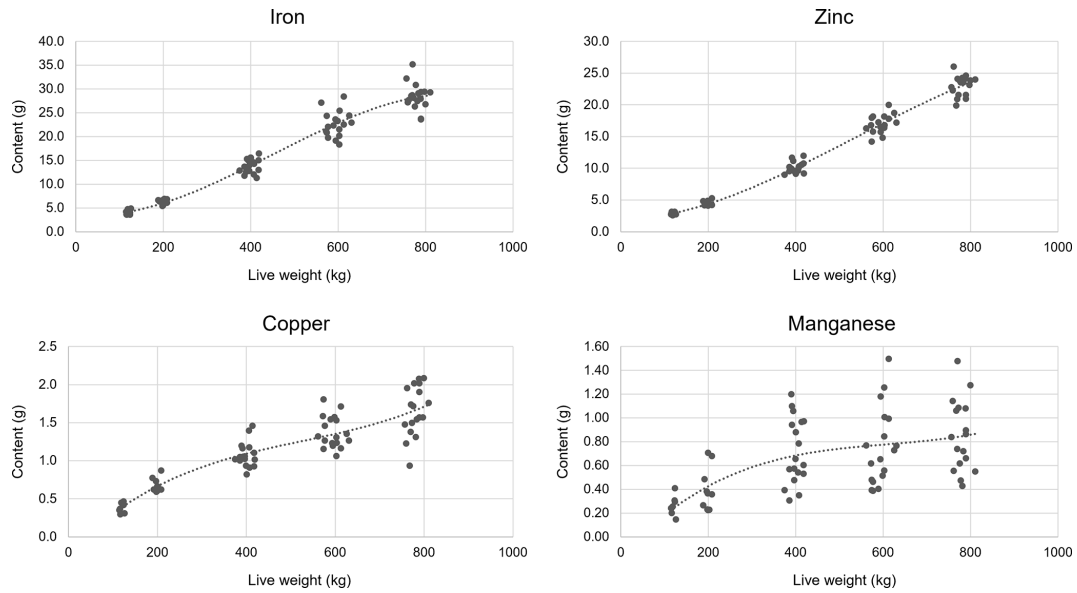 Iron
40.0
35.0
30.0
25.0
20.0
15.0
10.0
5.0
0.0
Content (g)
0 200 400 600 800 1000
Live weight (kg)
Zinc
30.0
25.0
20.0
15.0
10.0
5.0
0.0
Content (g)
0 200 400 600 800 1000
Live weight (kg)
Copper
2.5
2.0
1.5
1.0
0.5
0.0
Content (g)
0 200 400 600 800 1000
Live weight (kg)
Manganese
1.60
1.40
1.20
1.00
0.80
0.60
0.40
0.20
0.00
Content (g)
0 200 400 600 800 1000
Live weight (kg)